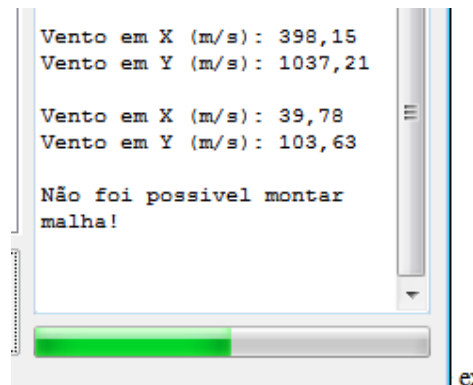 Vento em X (m/s): 398,15
Vento em Y (m/s): 1037,21
Vento em X (m/s): 39,78
Vento em Y (m/s): 103,63
Não foi possivel montar
malha!